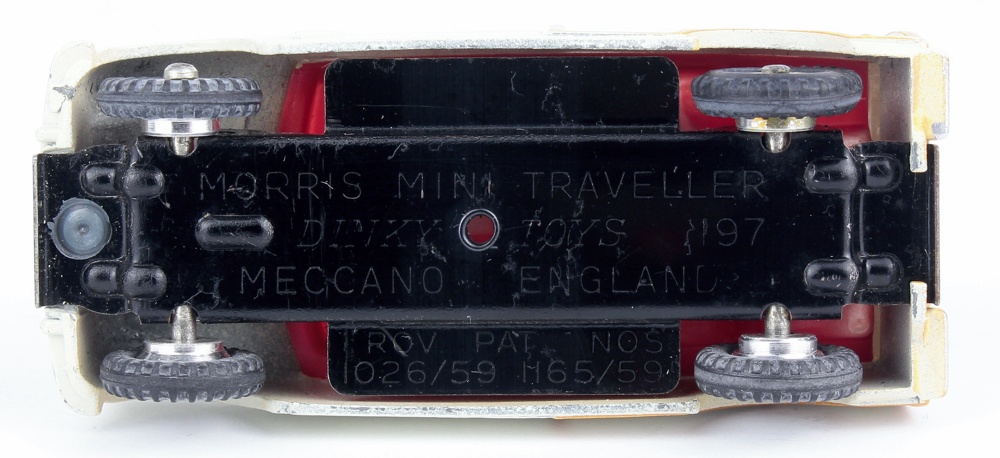 MORRIS MINI TRAVELLER
DINKY TOYS 197
MECCANO ENGLAND
PROV PAT NOS
1026/59 1165/59